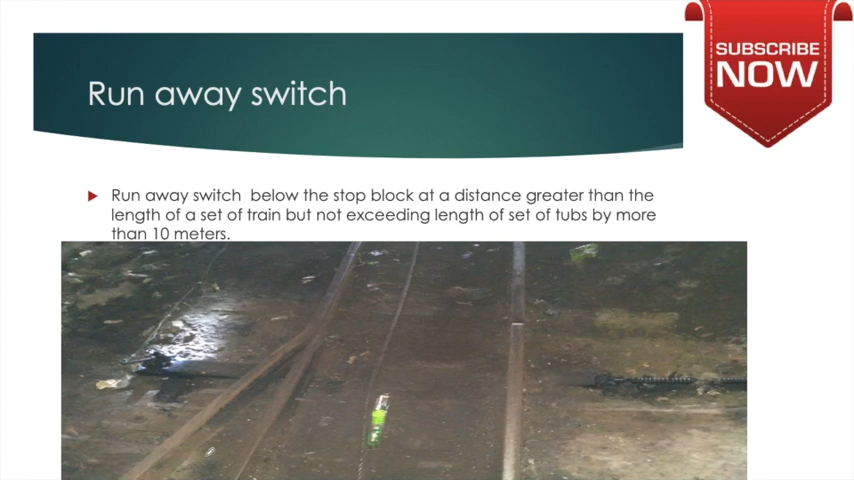 SUBSCRIBE
NOW
Run away switch
Run away switch below the stop block at a distance greater than the
length of a set of train but not exceeding length of set of tubs by more
than 10 meters.